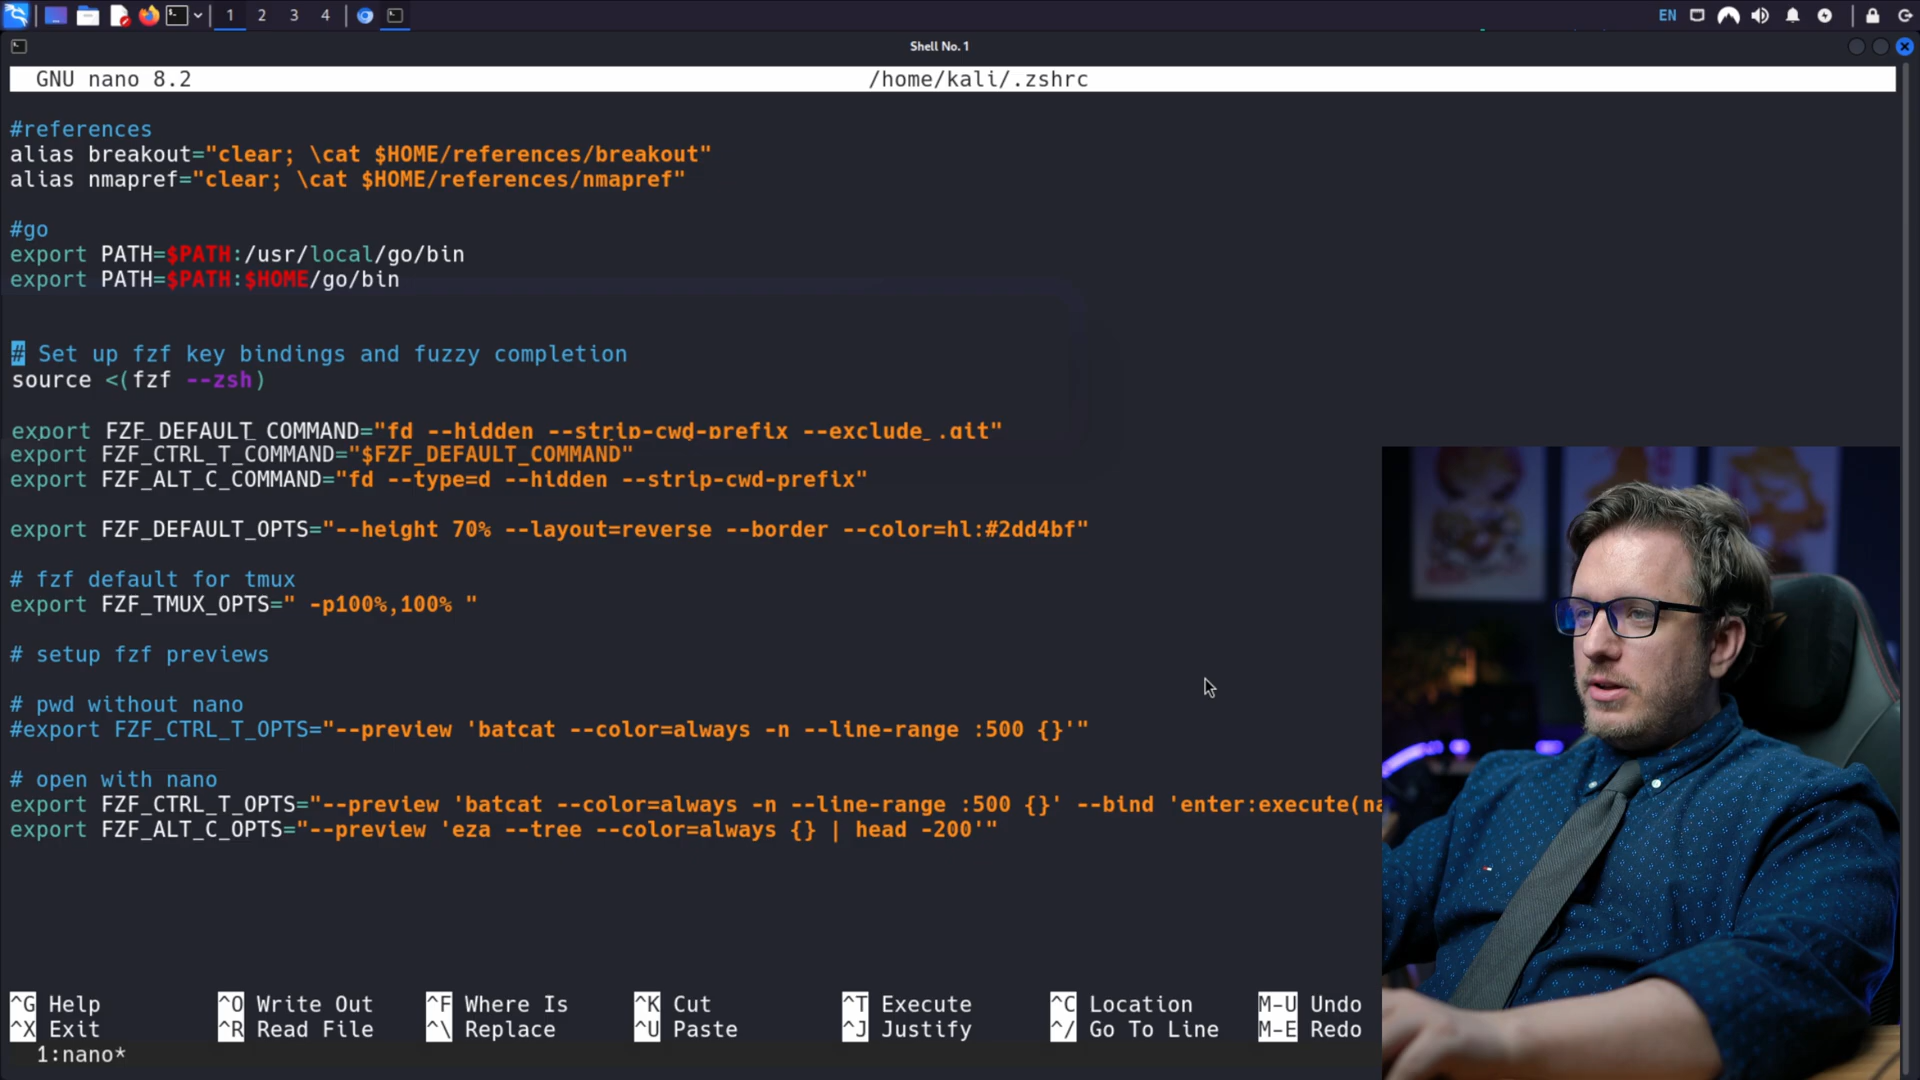 1 2 3 4
EN
Shell No. 1
GNU nano 8.2 /home/kali/.zshrc
#references
alias breakout="clear; \cat $HOME/references/breakout"
alias nmapref="clear; \cat $HOME/references/nmapref"
#go
export PATH=$PATH:/usr/local/go/bin
export PATH=$PATH:$HOME/go/bin
# Set up fzf key bindings and fuzzy completion
source <(fzf --zsh)
export FZF_DEFAULT_COMMAND="fd --hidden --strip-cwd-prefix --exclude .git"
export FZF_CTRL_T_COMMAND="$FZF_DEFAULT_COMMAND"
export FZF_ALT_C_COMMAND="fd --type=d --hidden --strip-cwd-prefix"
export FZF_DEFAULT_OPTS="--height 70% --layout=reverse --border --color=hl:#2dd4bf"
# fzf default for tmux
export FZF_TMUX_OPTS=" -p100%,100% "
# setup fzf previews
# pwd without nano
#export FZF_CTRL_T_OPTS="--preview 'batcat --color=always -n --line-range :500 {}'"
# open with nano
export FZF_CTRL_T_OPTS="--preview 'batcat --color=always -n --line-range :500 {}' --bind 'enter:execute(na
export FZF_ALT_C_OPTS="--preview 'eza --tree --color=always {} | head -200'"
^G Help ^O Write Out ^F Where Is ^K Cut ^T Execute ^C Location M-U Undo
^X Exit ^R Read File ^\ Replace ^U Paste ^J Justify ^/ Go To Line M-E Redo
1:nano*